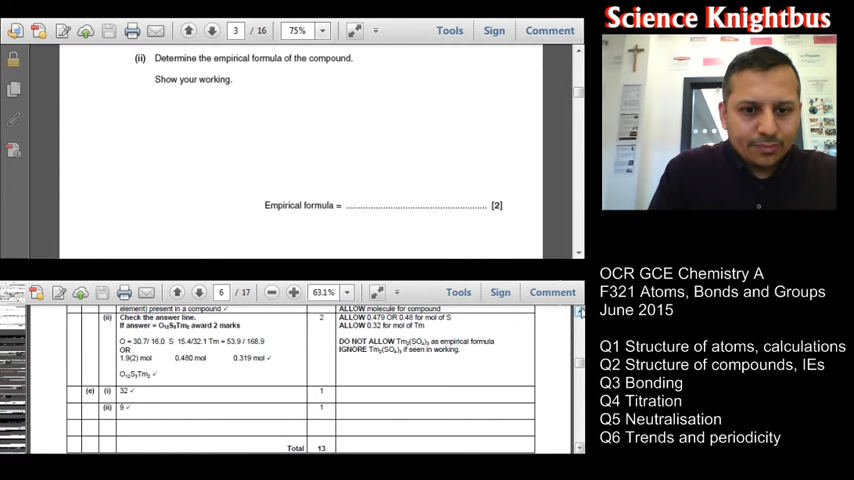 Science Knightbus
3 / 16
75%
Tools
Sign
Comment
(ii) Determine the empirical formula of the compound.
Show your working.
Empirical formula = ........................................................ [2]
6 / 17
63.1%
Tools
Sign
Comment
element) present in a compound ✓
ALLOW molecule for compound
(ii) Check the answer line. 2 ALLOW 0.479 OR 0.48 for mol of S
If answer = O₁₂S₃Tm₂ award 2 marks ALLOW 0.32 for mol of Tm
O = 30.7/ 16.0 S 15.4/32.1 Tm = 53.9 / 168.9 DO NOT ALLOW Tm₂(SO₄)₃ as empirical formula
OR IGNORE Tm₂(SO₄)₃ if seen in working.
1.9(2) mol 0.480 mol 0.319 mol ✓
O₁₂S₃Tm₂ ✓
(e) (i) 32 ✓ 1
(ii) 9 ✓ 1
Total 13
OCR GCE Chemistry A
F321 Atoms, Bonds and Groups
June 2015
Q1 Structure of atoms, calculations
Q2 Structure of compounds, IEs
Q3 Bonding
Q4 Titration
Q5 Neutralisation
Q6 Trends and periodicity